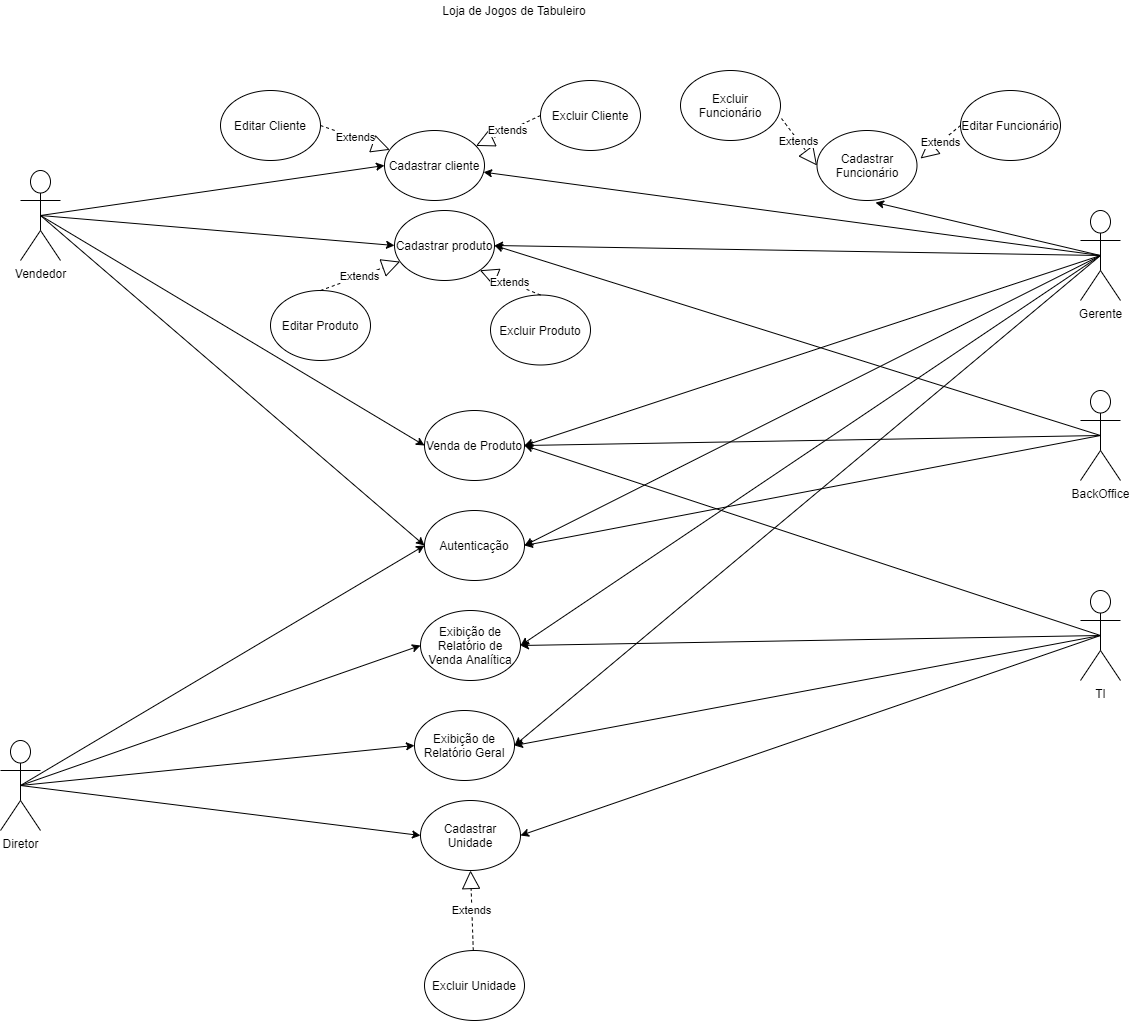 Loja de Jogos de Tabuleiro
Excluir
Funcionário
Excluir Cliente
Editar Cliente
Editar Funcionário
Extends
Extends
Extends
Extends
Cadastrar cliente
Cadastrar
Funcionário
Vendedor
Cadastrar produto
Extends
Extends
Gerente
Editar Produto
Excluir Produto
Venda de Produto
BackOffice
Autenticação
Exibição de
Relatório de
Venda Analítica
TI
Exibição de
Relatório Geral
Cadastrar
Unidade
Diretor
Extends
Excluir Unidade